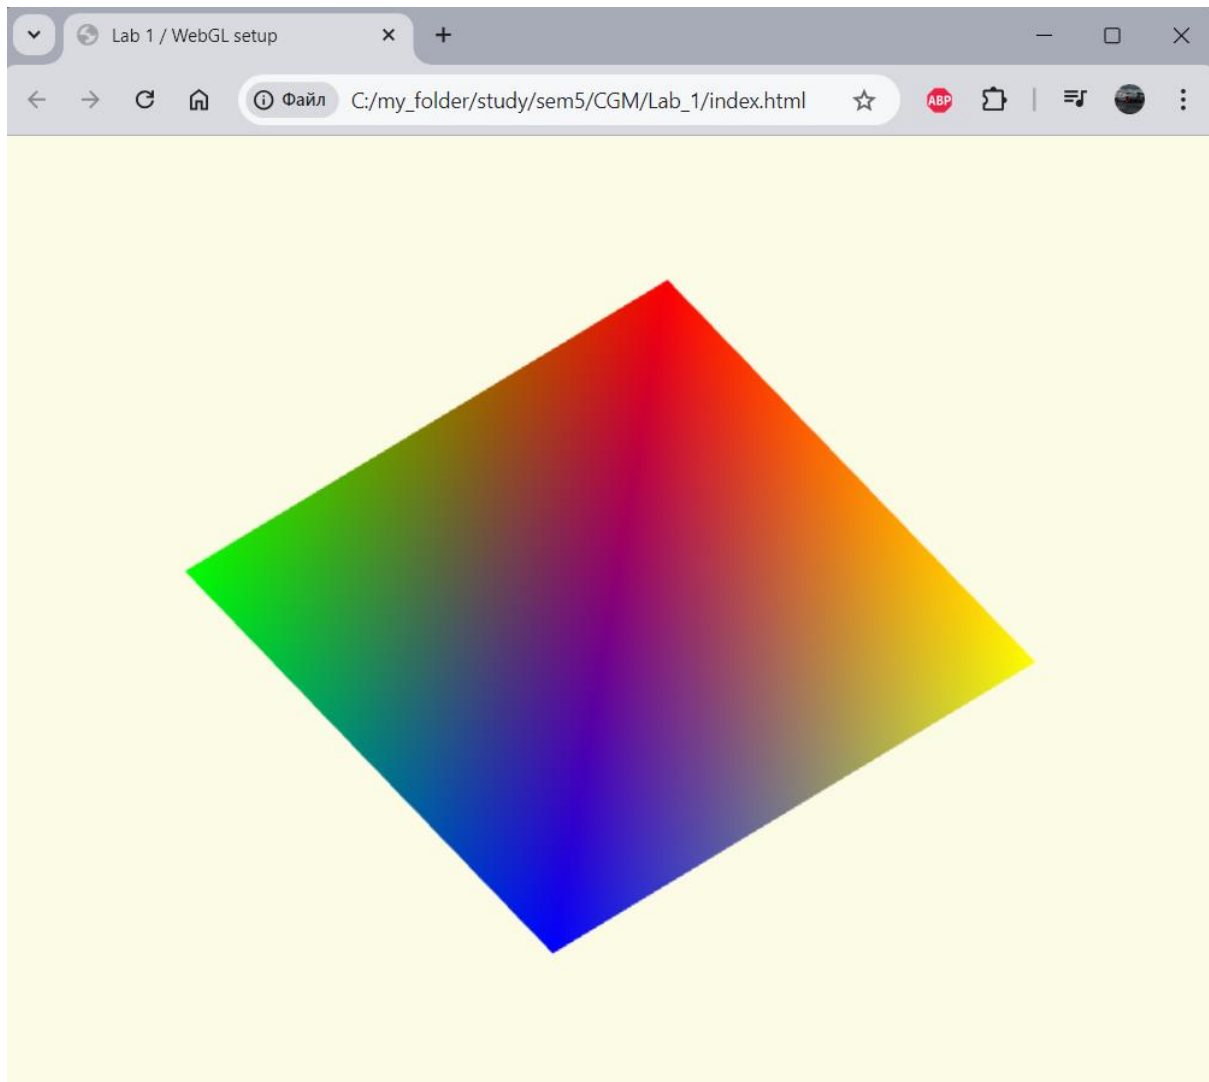 Lab 1 / WebGL setup
Файл C:/my_folder/study/sem5/CGM/Lab_1/index.html ABP